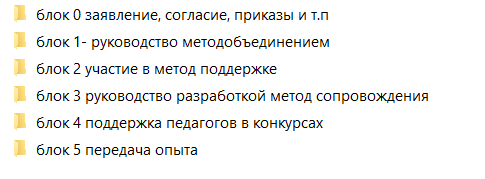 блок 0 заявление, согласие, приказы и т.п
блок 1- руководство методобъединением
блок 2 участие в метод поддержке
блок 3 руководство разработкой метод сопровождения
блок 4 поддержка педагогов в конкурсах
блок 5 передача опыта